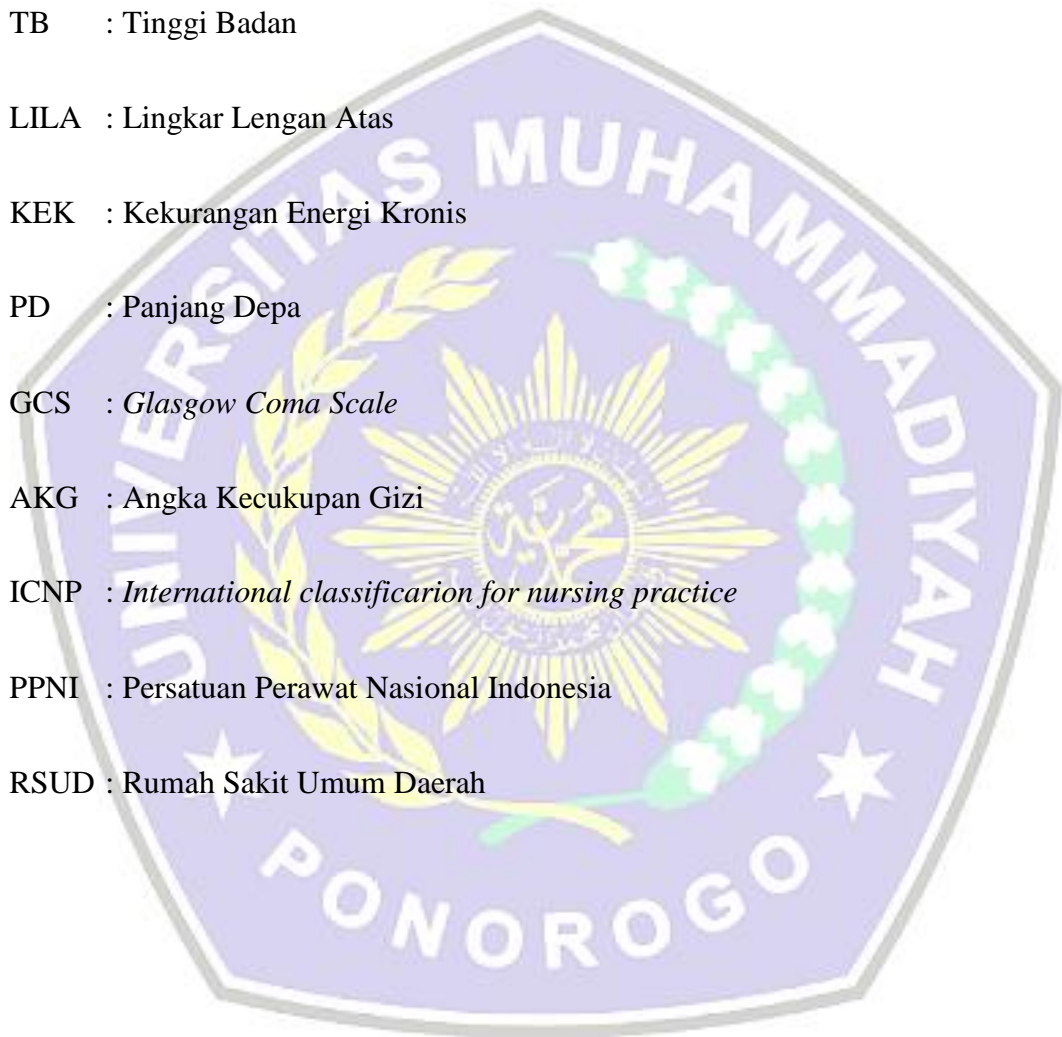 TB : Tinggi Badan
LILA : Lingkar Lengan Atas
KEK : Kekurangan Energi Kronis
PD : Panjang Depa
GCS : Glasgow Coma Scale
AKG : Angka Kecukupan Gizi
ICNP : International classificarion for nursing practice
PPNI : Persatuan Perawat Nasional Indonesia
RSUD : Rumah Sakit Umum Daerah
UNIVERSITAS MUHAMMADIYAH
PONOROGO